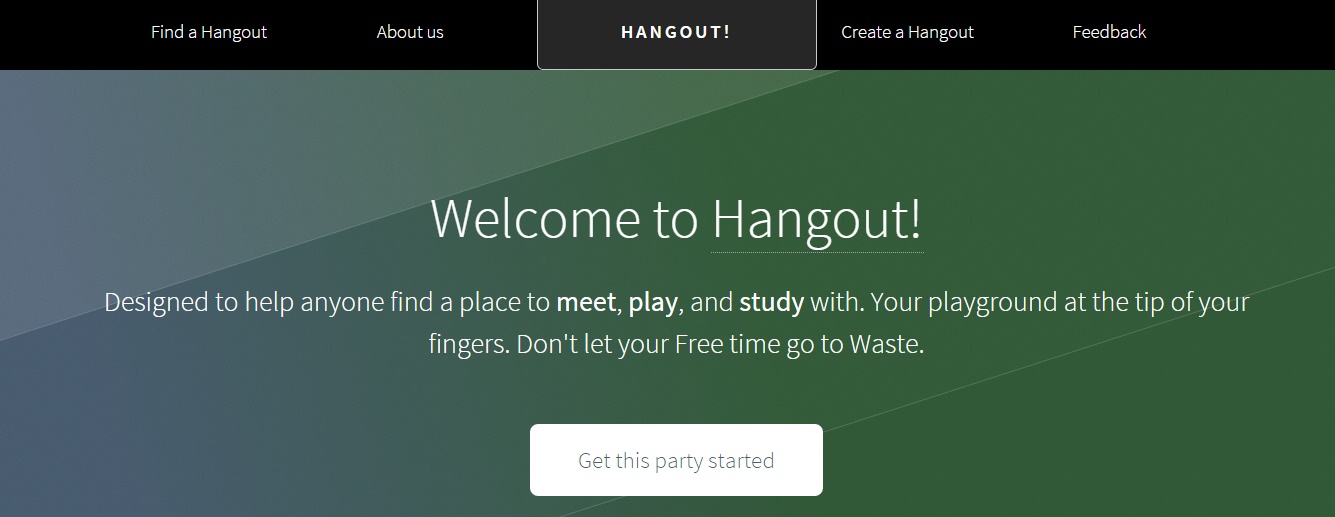 Find a Hangout About us HANGOUT! Create a Hangout Feedback
Welcome to Hangout!
Designed to help anyone find a place to meet, play, and study with. Your playground at the tip of your
fingers. Don't let your Free time go to Waste.
Get this party started